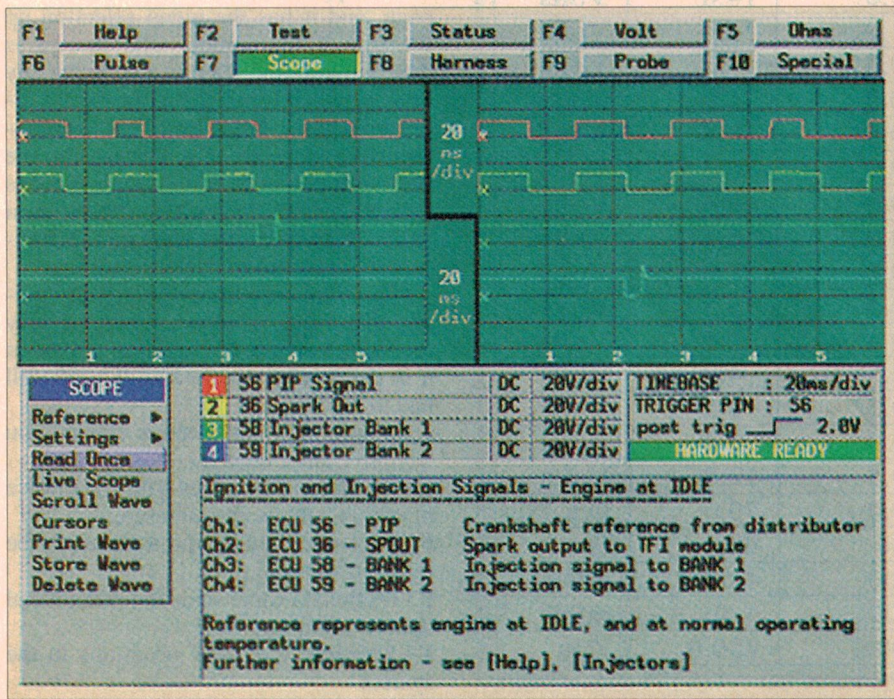 F1 Help F2 Test F3 Status F4 Volt F5 Ohms
F6 Pulse F7 Scope F8 Harness F9 Probe F10 Special
20
ms
/div
20
ms
/div
1 2 3 4 5 1 2 3 4 5
SCOPE
Reference
Settings
Read Once
Live Scope
Scroll Wave
Cursors
Print Wave
Store Wave
Delete Wave
1 56 PIP Signal DC 20V/div
2 36 Spark Out DC 20V/div
3 58 Injector Bank 1 DC 20V/div
4 59 Injector Bank 2 DC 20V/div
TIMEBASE : 20ms/div
TRIGGER PIN : 56
post trig 2.0V
HARDWARE READY
Ignition and Injection Signals - Engine at IDLE
Ch1: ECU 56 - PIP Crankshaft reference from distributor
Ch2: ECU 36 - SPOUT Spark output to TFI module
Ch3: ECU 58 - BANK 1 Injection signal to BANK 1
Ch4: ECU 59 - BANK 2 Injection signal to BANK 2
Reference represents engine at IDLE, and at normal operating
temperature.
Further information - see [Help], [Injectors]